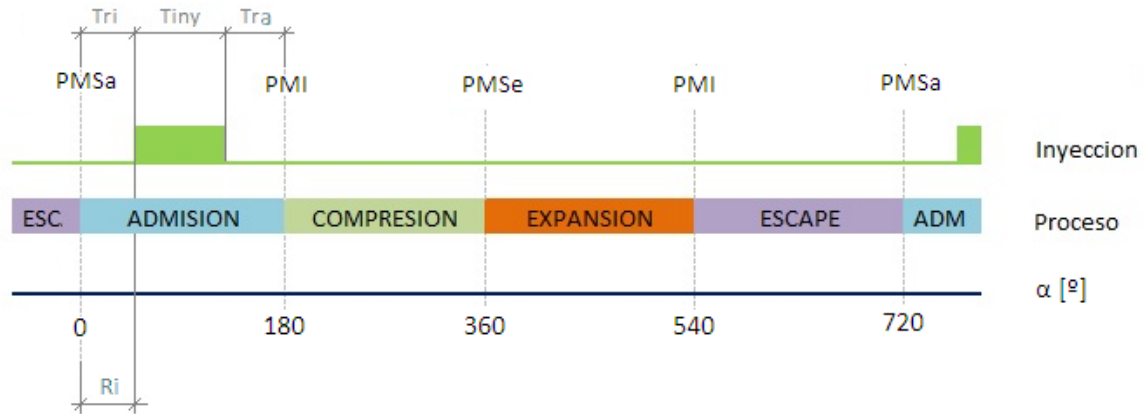 Tri Tiny Tra
PMSa PMI PMSe PMI PMSa
Inyeccion
ESC. ADMISION COMPRESION EXPANSION ESCAPE ADM Proceso
α [º]
0 180 360 540 720
Ri